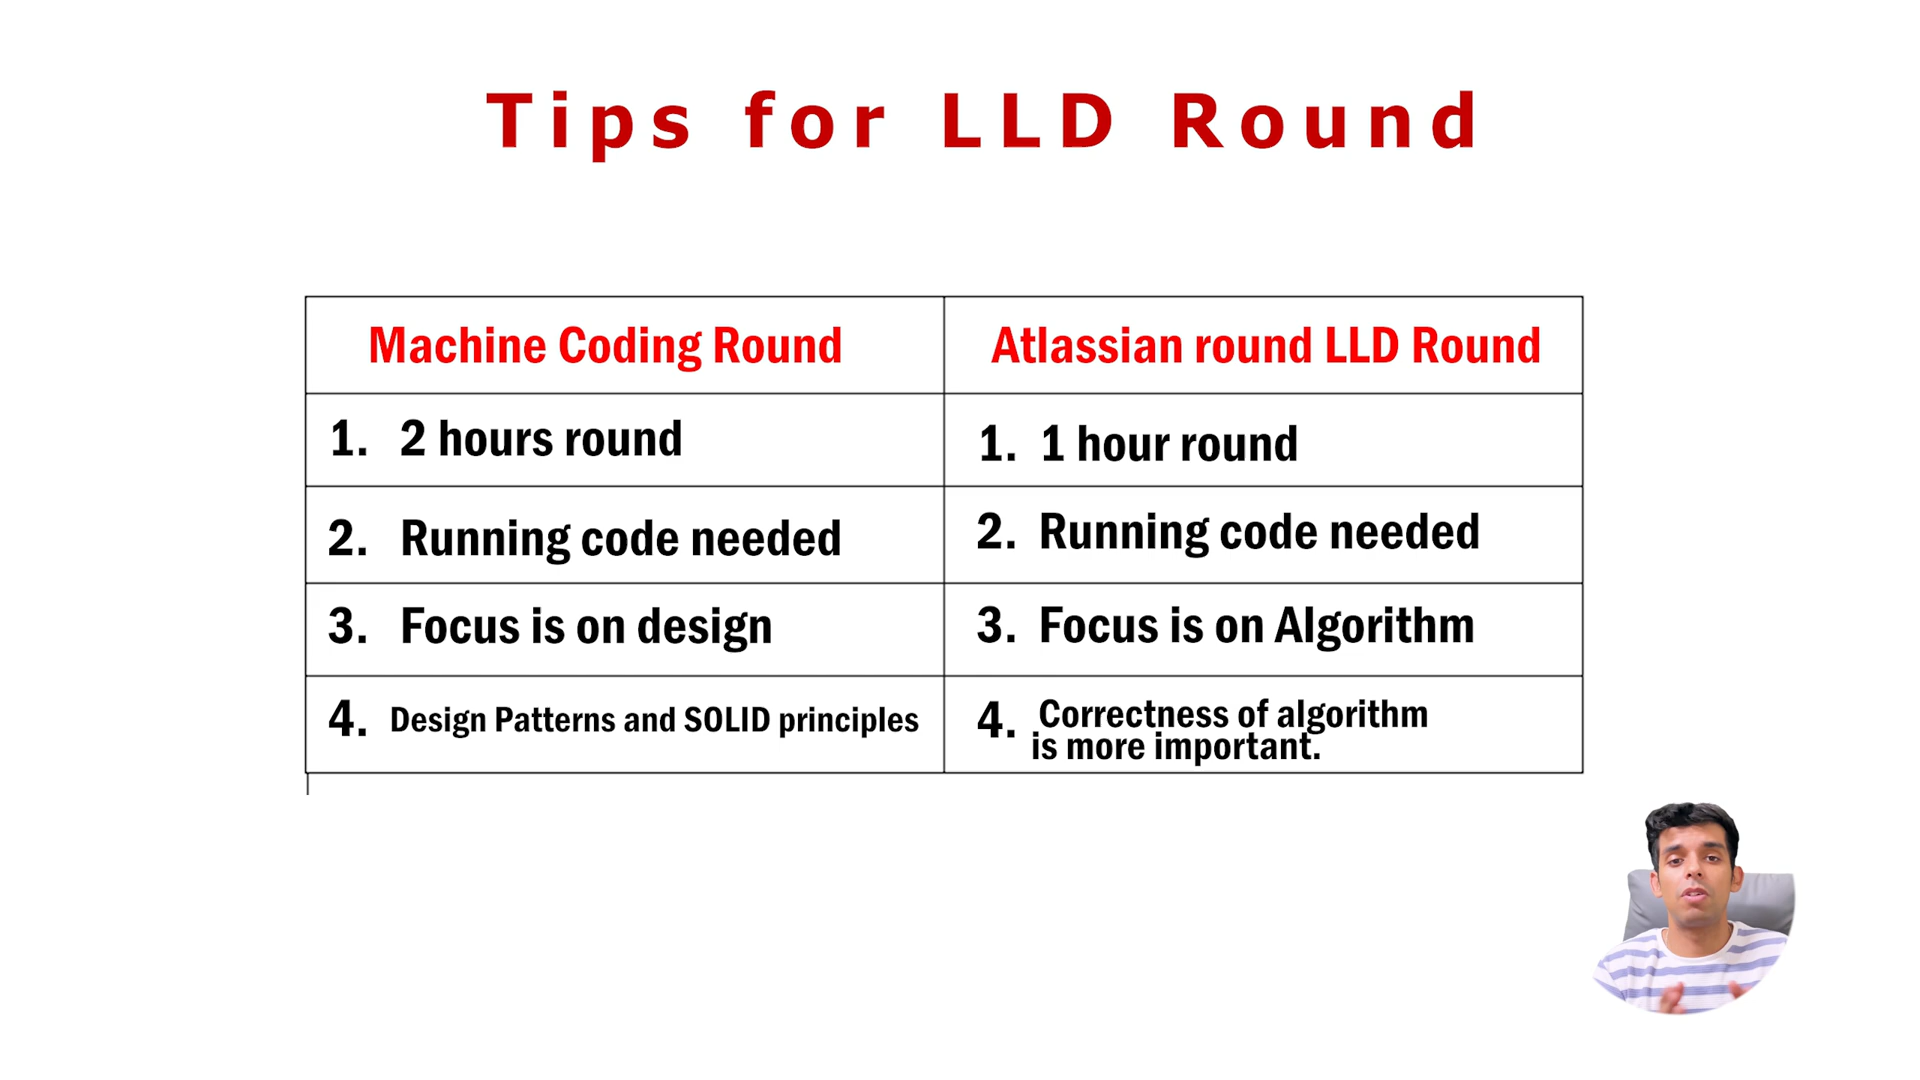 Tips for LLD Round
Machine Coding Round
Atlassian round LLD Round
1. 2 hours round
1. 1 hour round
2. Running code needed
2. Running code needed
3. Focus is on design
3. Focus is on Algorithm
4. Design Patterns and SOLID principles
4. Correctness of algorithm
is more important.